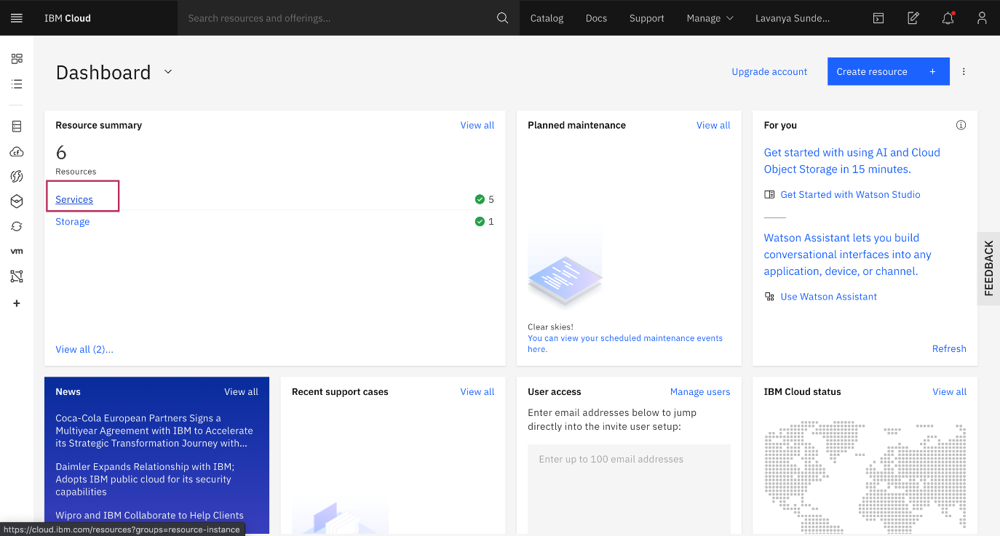 IBM Cloud
Search resources and offerings...
Catalog
Docs
Support
Manage
Lavanya Sunde...
Dashboard
Upgrade account
Create resource +
Resource summary
View all
6
Resources
Services
5
Storage
1
View all (2)...
Planned maintenance
View all
Clear skies!
You can view your scheduled maintenance events
here.
For you
Get started with using AI and Cloud
Object Storage in 15 minutes.
Get Started with Watson Studio
Watson Assistant lets you build
conversational interfaces into any
application, device, or channel.
Use Watson Assistant
Refresh
FEEDBACK
cf
vm
News
View all
Coca-Cola European Partners Signs a
Multiyear Agreement with IBM to Accelerate
its Strategic Transformation Journey with...
Daimler Expands Relationship with IBM;
Adopts IBM public cloud for its security
capabilities
Wipro and IBM Collaborate to Help Clients
Recent support cases
View all
User access
Manage users
Enter email addresses below to jump
directly into the invite user setup:
Enter up to 100 email addresses
IBM Cloud status
View all
https://cloud.ibm.com/resources?groups=resource-instance